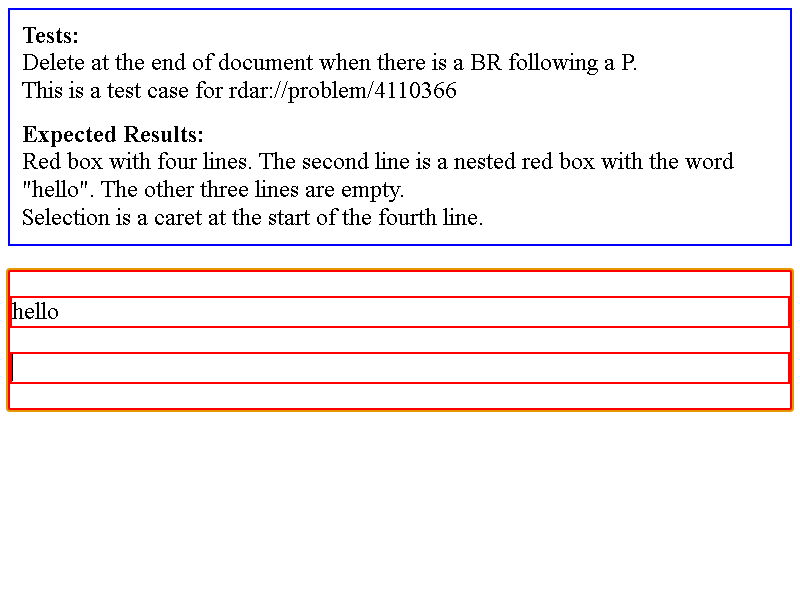 Tests:
Delete at the end of document when there is a BR following a P.
This is a test case for rdar://problem/4110366
Expected Results:
Red box with four lines. The second line is a nested red box with the word
"hello". The other three lines are empty.
Selection is a caret at the start of the fourth line.
hello